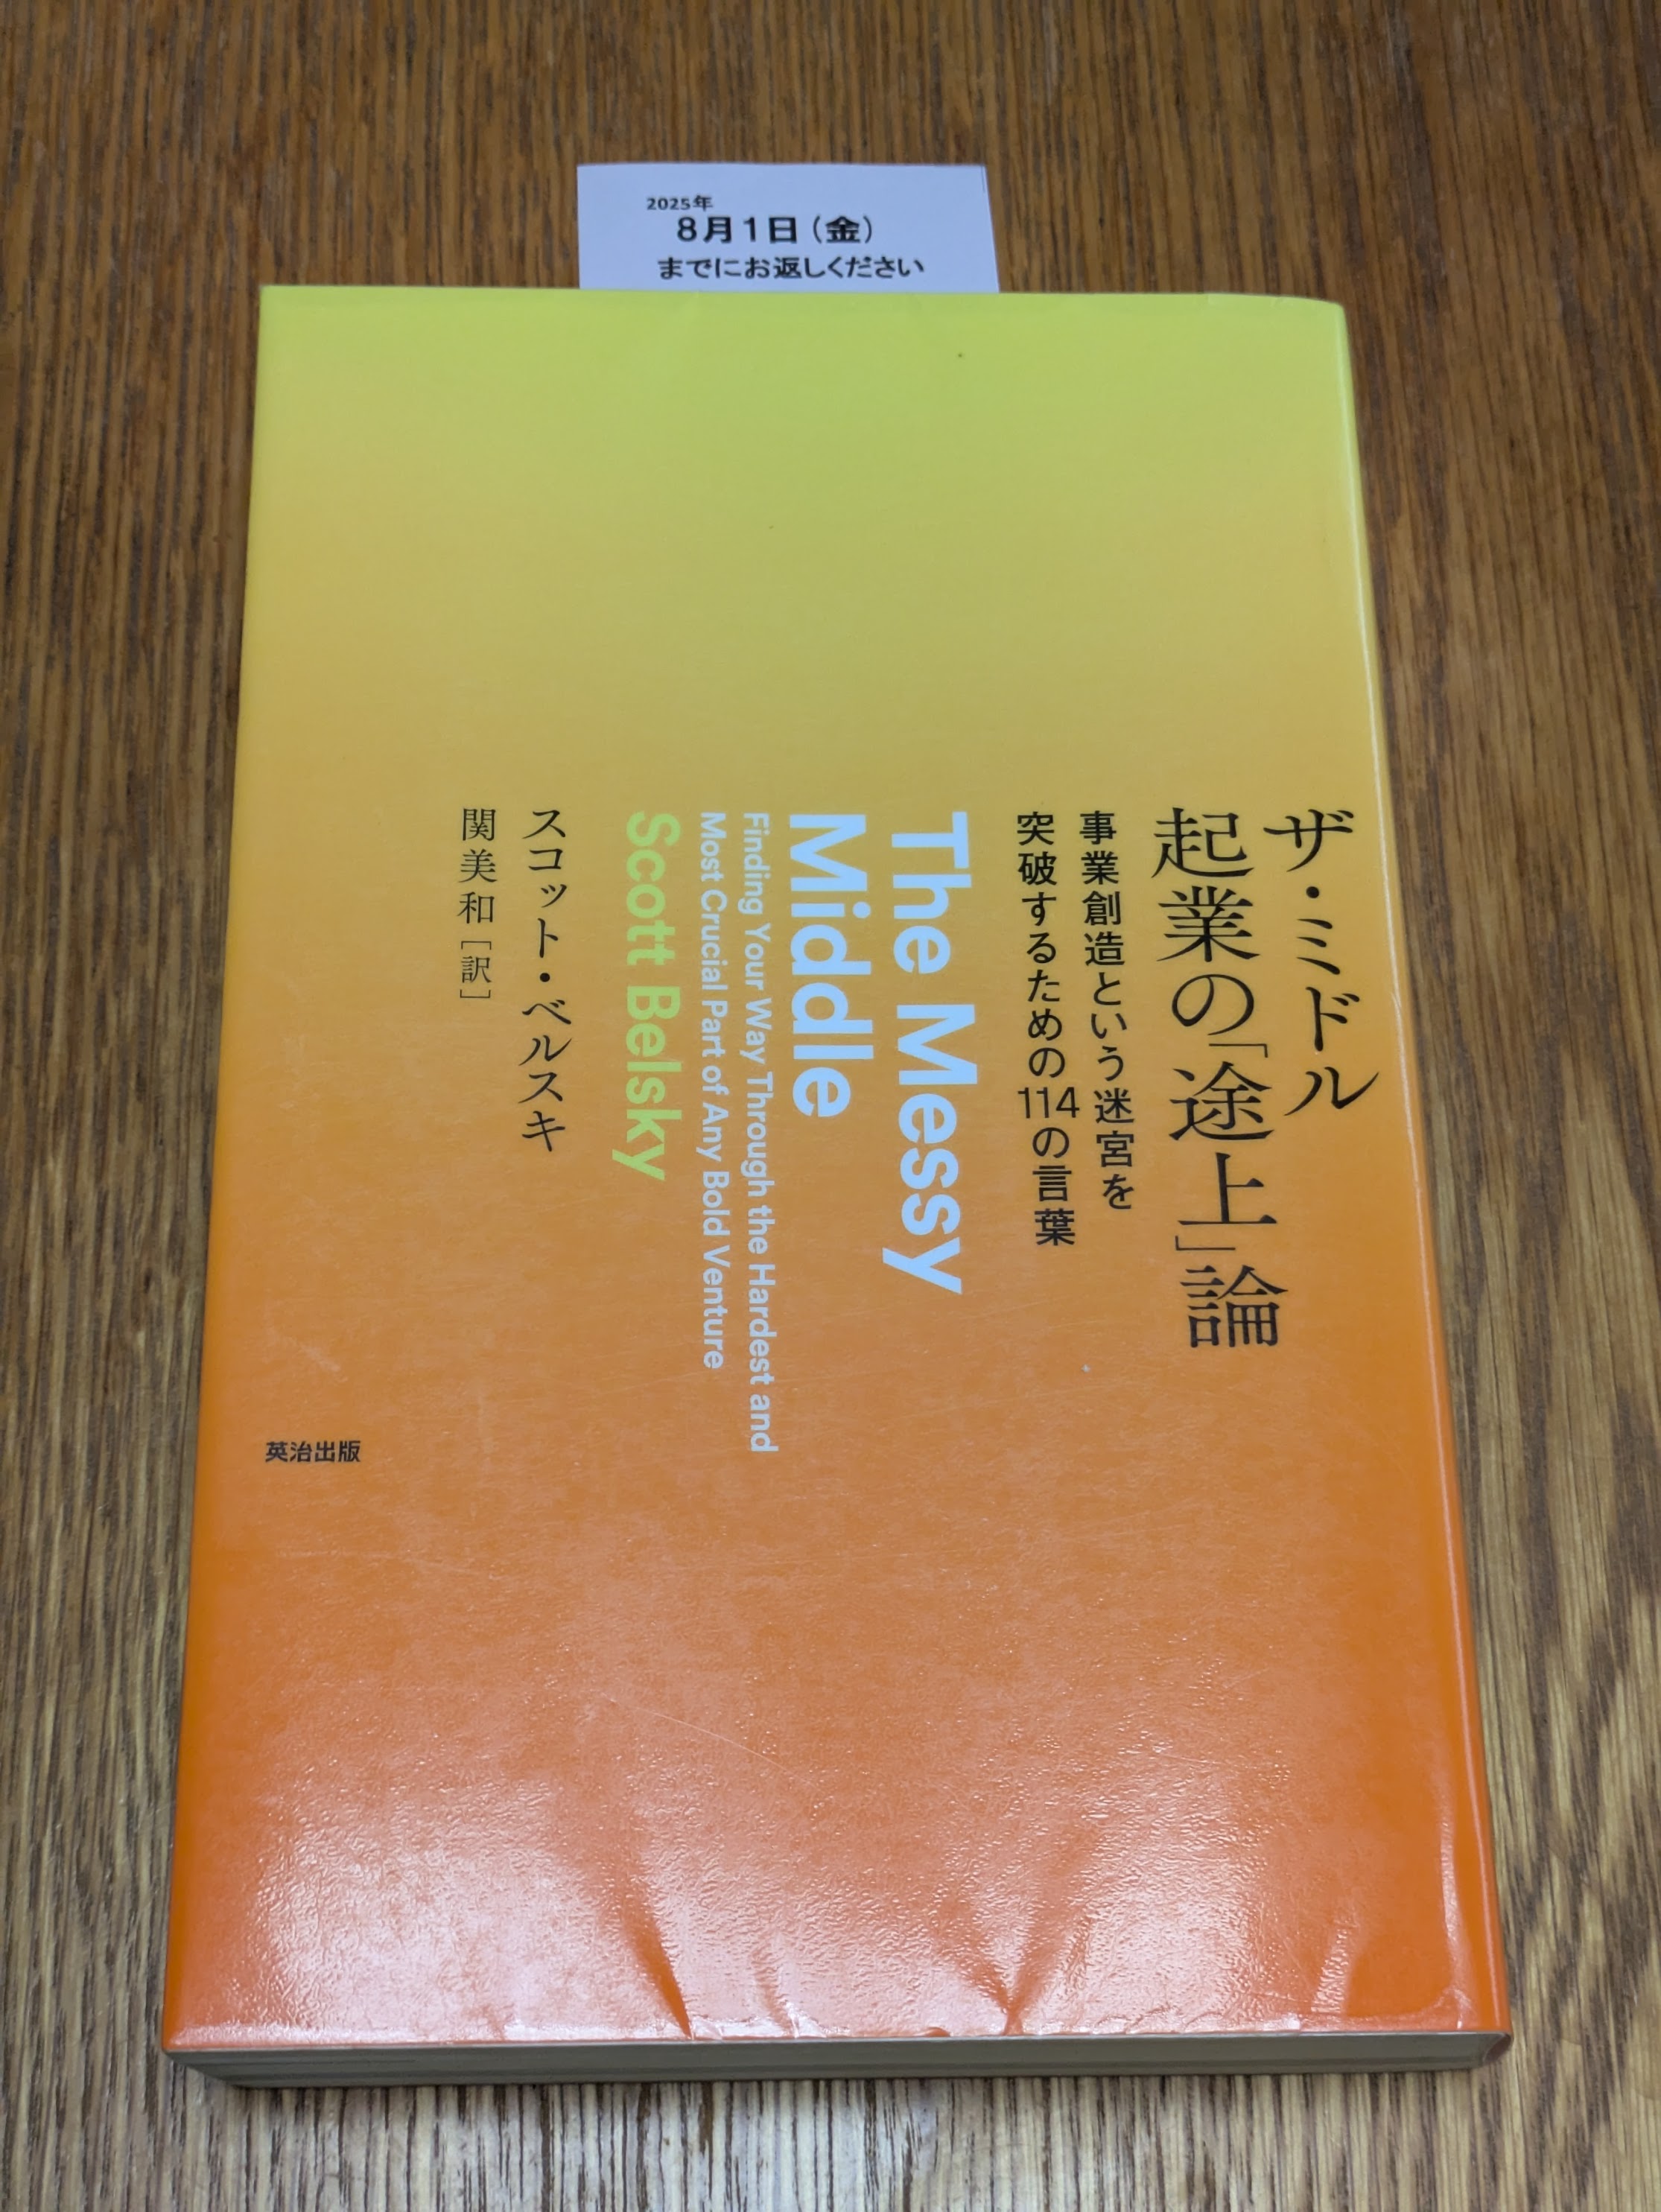 2025年
8月1日(金)
までにお返しください
ザ・ミドル
起業の「途上」論
事業創造という迷宮を
突破するための114の言葉
The Messy
Middle
Finding Your Way Through the Hardest and
Most Crucial Part of Any Bold Venture
Scott Belsky
スコット・ベルスキ
関美和[訳]
英治出版